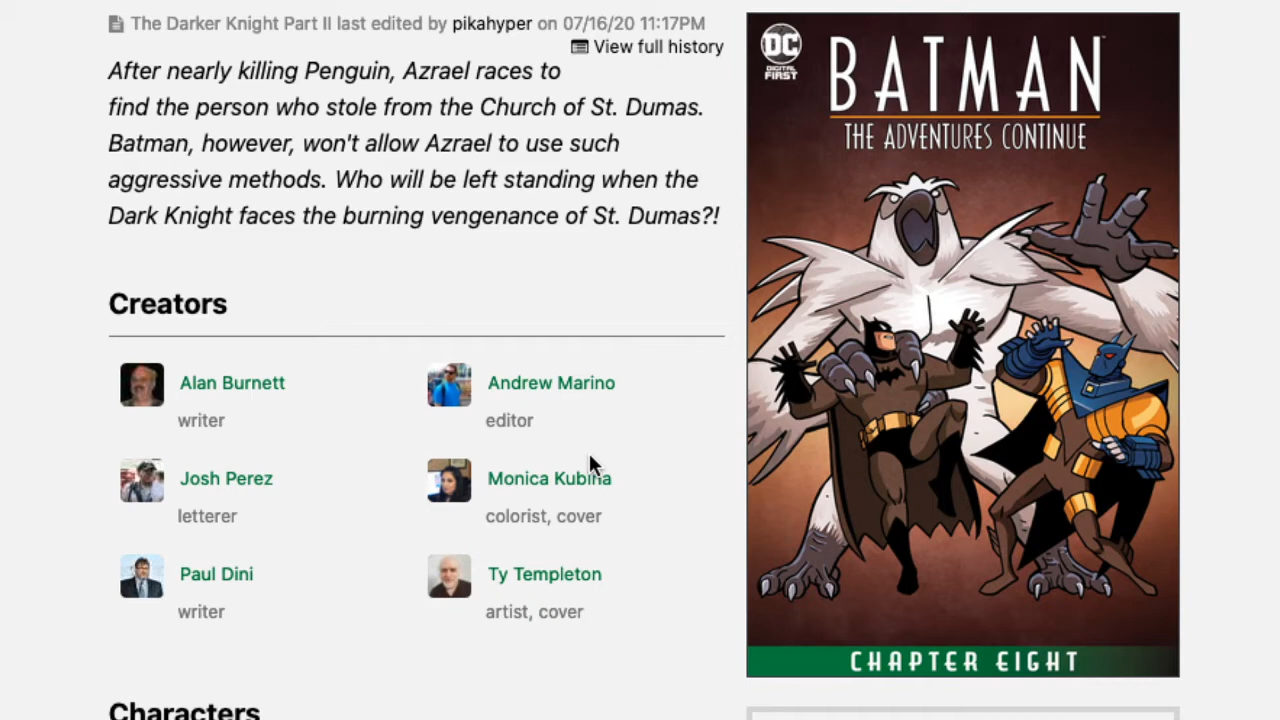 The Darker Knight Part II last edited by pikahyper on 07/16/20 11:17PM
View full history
After nearly killing Penguin, Azrael races to
find the person who stole from the Church of St. Dumas.
Batman, however, won't allow Azrael to use such
aggressive methods. Who will be left standing when the
Dark Knight faces the burning vengenance of St. Dumas?!
Creators
Alan Burnett
writer
Andrew Marino
editor
Josh Perez
letterer
Monica Kubina
colorist, cover
Paul Dini
writer
Ty Templeton
artist, cover
Characters
DC
DIGITAL
FIRST
BATMAN
THE ADVENTURES CONTINUE
CHAPTER EIGHT